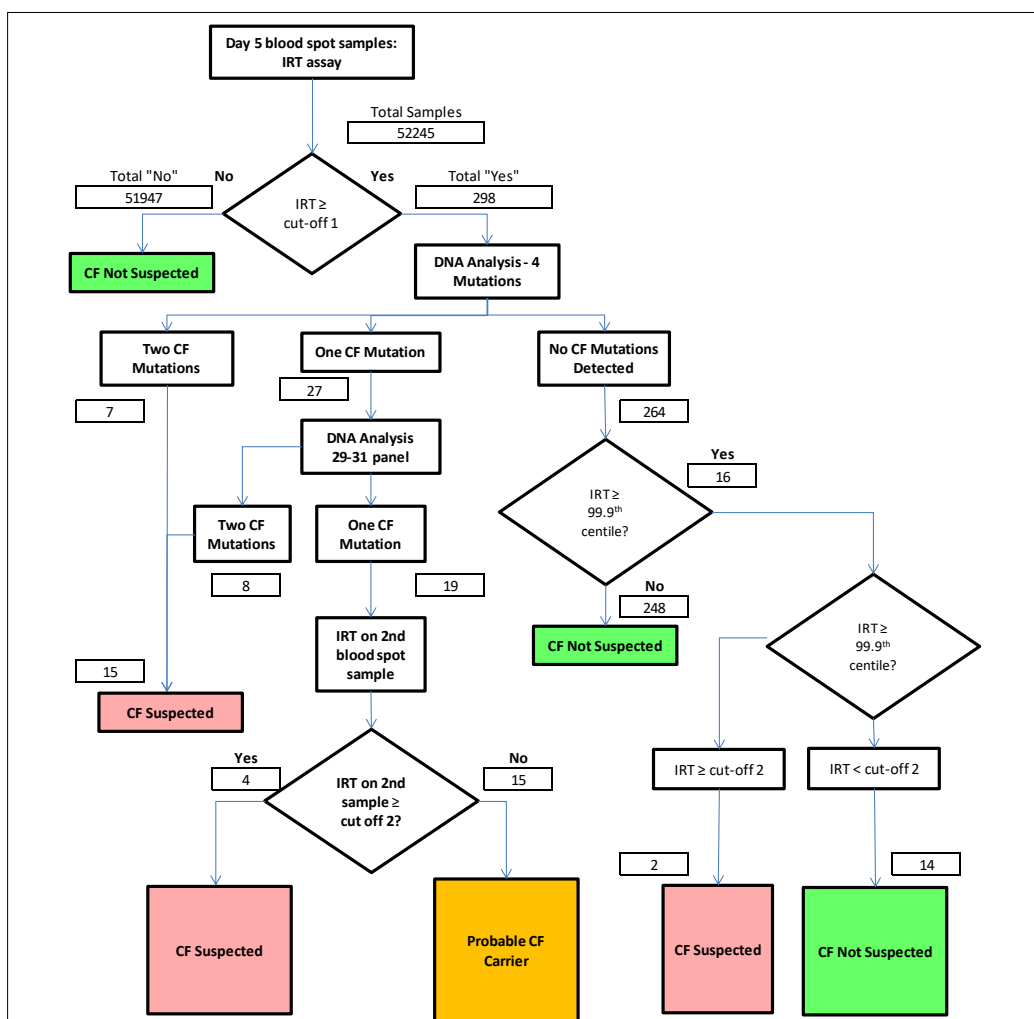 Day 5 blood spot samples:
IRT assay
Total Samples
52245
Total "No"
No
Yes
Total "Yes"
51947
298
IRT ≥
cut-off 1
CF Not Suspected
DNA Analysis - 4
Mutations
Two CF
Mutations
One CF Mutation
No CF Mutations
Detected
7
27
264
DNA Analysis
29-31 panel
Yes
16
IRT ≥
99.9th
centile?
Two CF
Mutations
One CF
Mutation
8
19
No
248
CF Not Suspected
IRT on 2nd
blood spot
sample
IRT ≥
99.9th
centile?
15
CF Suspected
Yes
4
No
15
IRT on 2nd
sample ≥
cut off 2?
IRT ≥ cut-off 2
IRT < cut-off 2
2
14
CF Suspected
Probable CF
Carrier
CF Suspected
CF Not Suspected